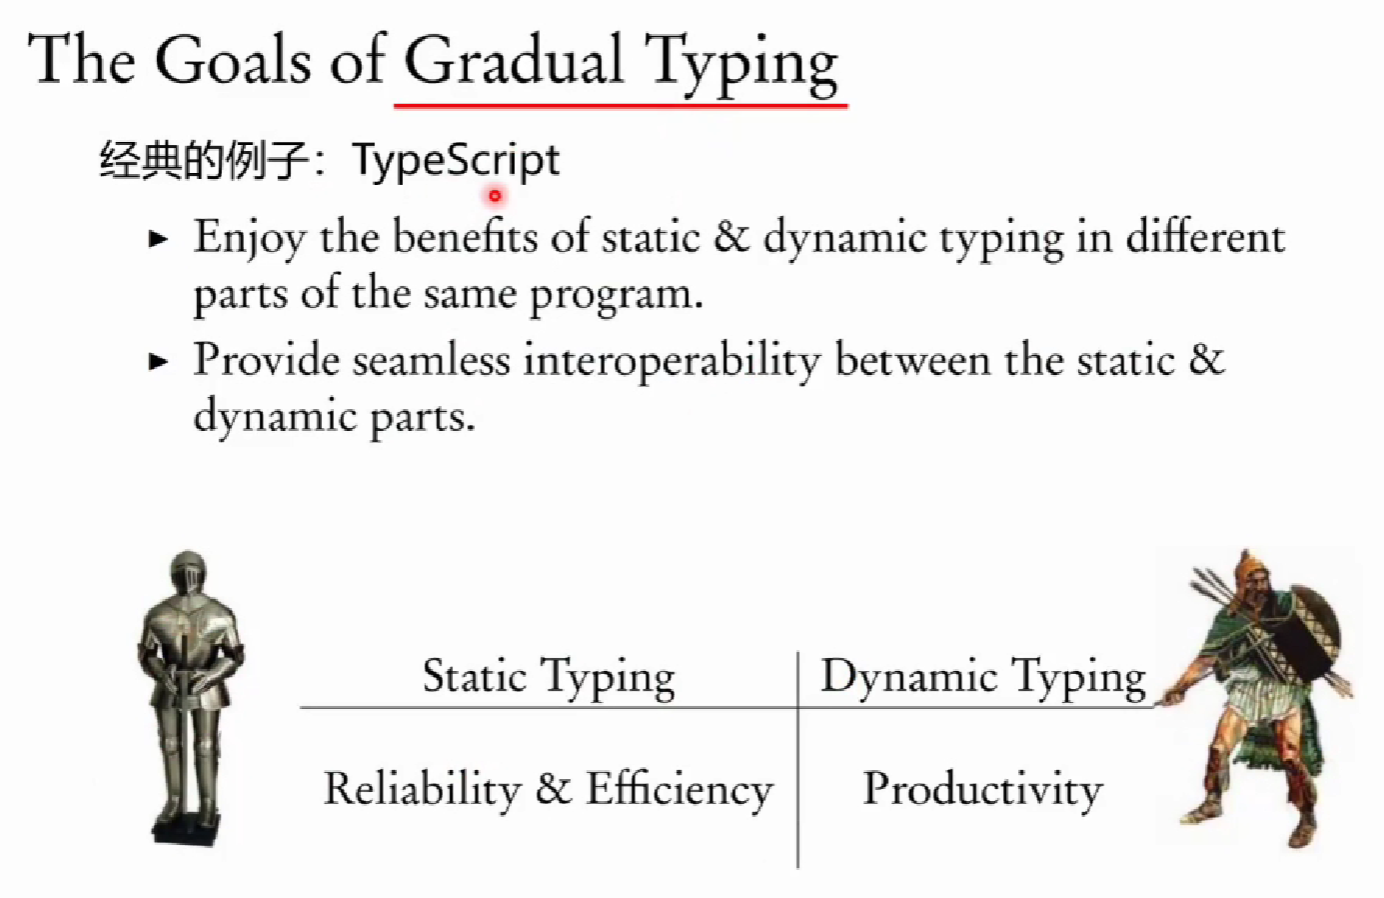 The Goals of Gradual Typing
经典的例子：TypeScript
► Enjoy the benefits of static & dynamic typing in different
parts of the same program.
► Provide seamless interoperability between the static &
dynamic parts.
Static Typing
Dynamic Typing
Reliability & Efficiency
Productivity